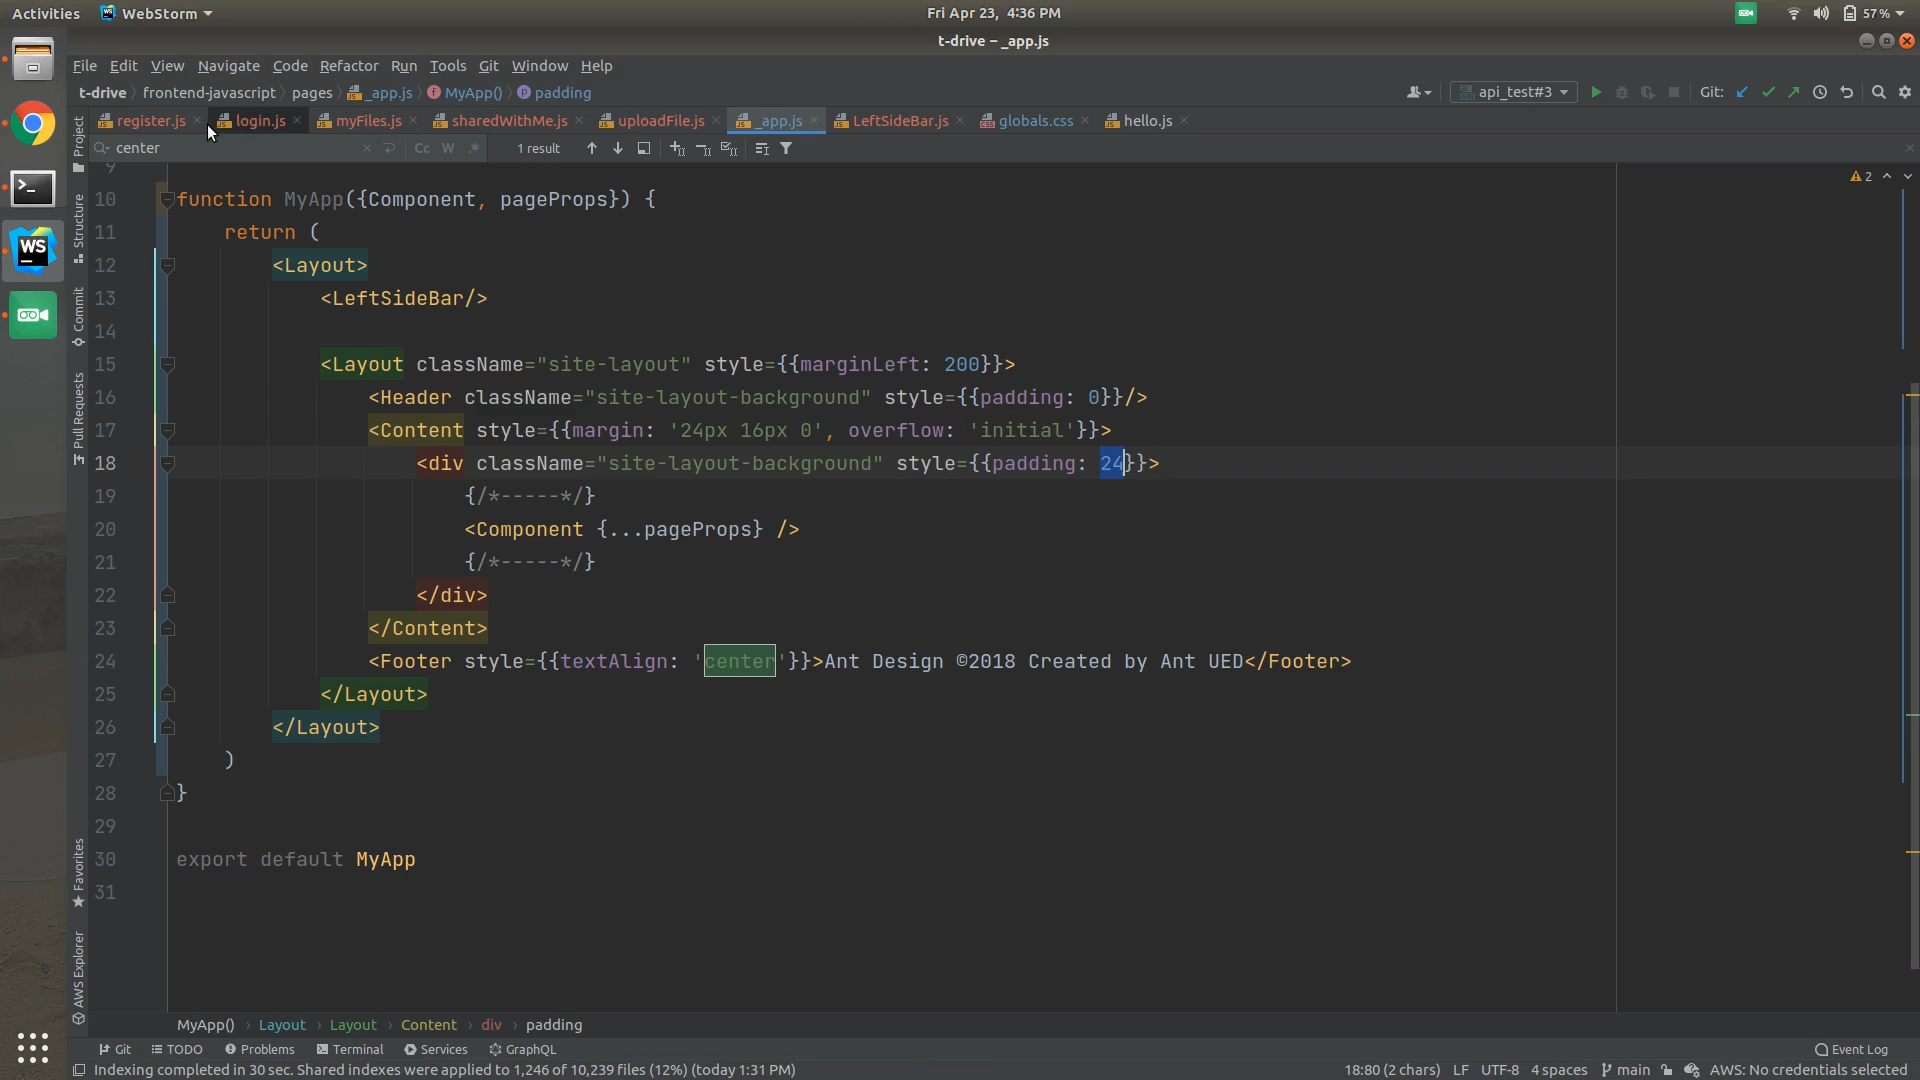 Activities WebStorm Fri Apr 23, 4:36 PM 57%
t-drive – _app.js
File Edit View Navigate Code Refactor Run Tools Git Window Help
t-drive frontend-javascript pages _app.js MyApp() padding api_test#3 Git:
register.js login.js myFiles.js sharedWithMe.js uploadFile.js _app.js LeftSideBar.js globals.css hello.js
center Cc W .* 1 result
2
Project
Structure
Commit
Pull Requests
Favorites
AWS Explorer
9
10 function MyApp({Component, pageProps}) {
11 return (
12 <Layout>
13 <LeftSideBar/>
14
15 <Layout className="site-layout" style={{marginLeft: 200}}>
16 <Header className="site-layout-background" style={{padding: 0}}/>
17 <Content style={{margin: '24px 16px 0', overflow: 'initial'}}>
18 <div className="site-layout-background" style={{padding: 24}}>
19 {/*-----*/}
20 <Component {...pageProps} />
21 {/*-----*/}
22 </div>
23 </Content>
24 <Footer style={{textAlign: 'center'}}>Ant Design ©2018 Created by Ant UED</Footer>
25 </Layout>
26 </Layout>
27 )
28 }
29
30 export default MyApp
31
MyApp() › Layout › Layout › Content › div › padding
Git TODO Problems Terminal Services GraphQL Event Log
Indexing completed in 30 sec. Shared indexes were applied to 1,246 of 10,239 files (12%) (today 1:31 PM) 18:80 (2 chars) LF UTF-8 4 spaces main AWS: No credentials selected